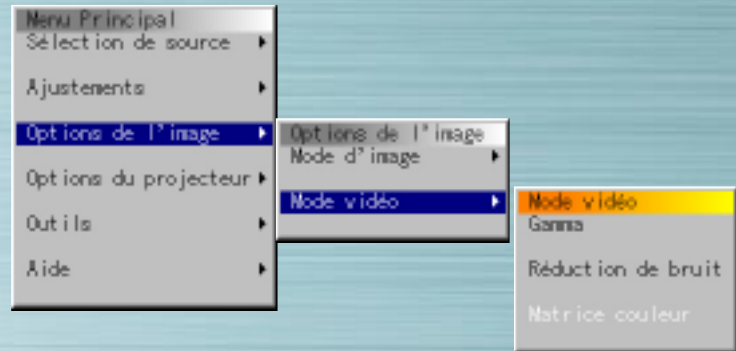 Menu Principal
Sélection de source
Ajustements
Options de l'image
Options du projecteur
Outils
Aide
Options de l'image
Mode d'image
Mode vidéo
Mode vidéo
Gamma
Réduction de bruit
Matrice couleur